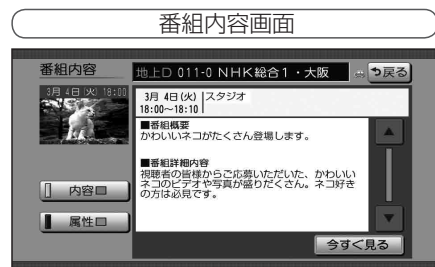 番組内容画面
番組内容
地上D 011-0 NHK総合1・大阪
戻る
3月 4日(火) 18:00
3月 4日(火)
18:00～18:10
スタジオ
■番組概要
かわいいネコがたくさん登場します。
■番組詳細内容
視聴者の皆様からご応募いただいた、かわいい
ネコのビデオや写真が盛りだくさん。ネコ好き
の方は必見です。
内容
属性
今すぐ見る